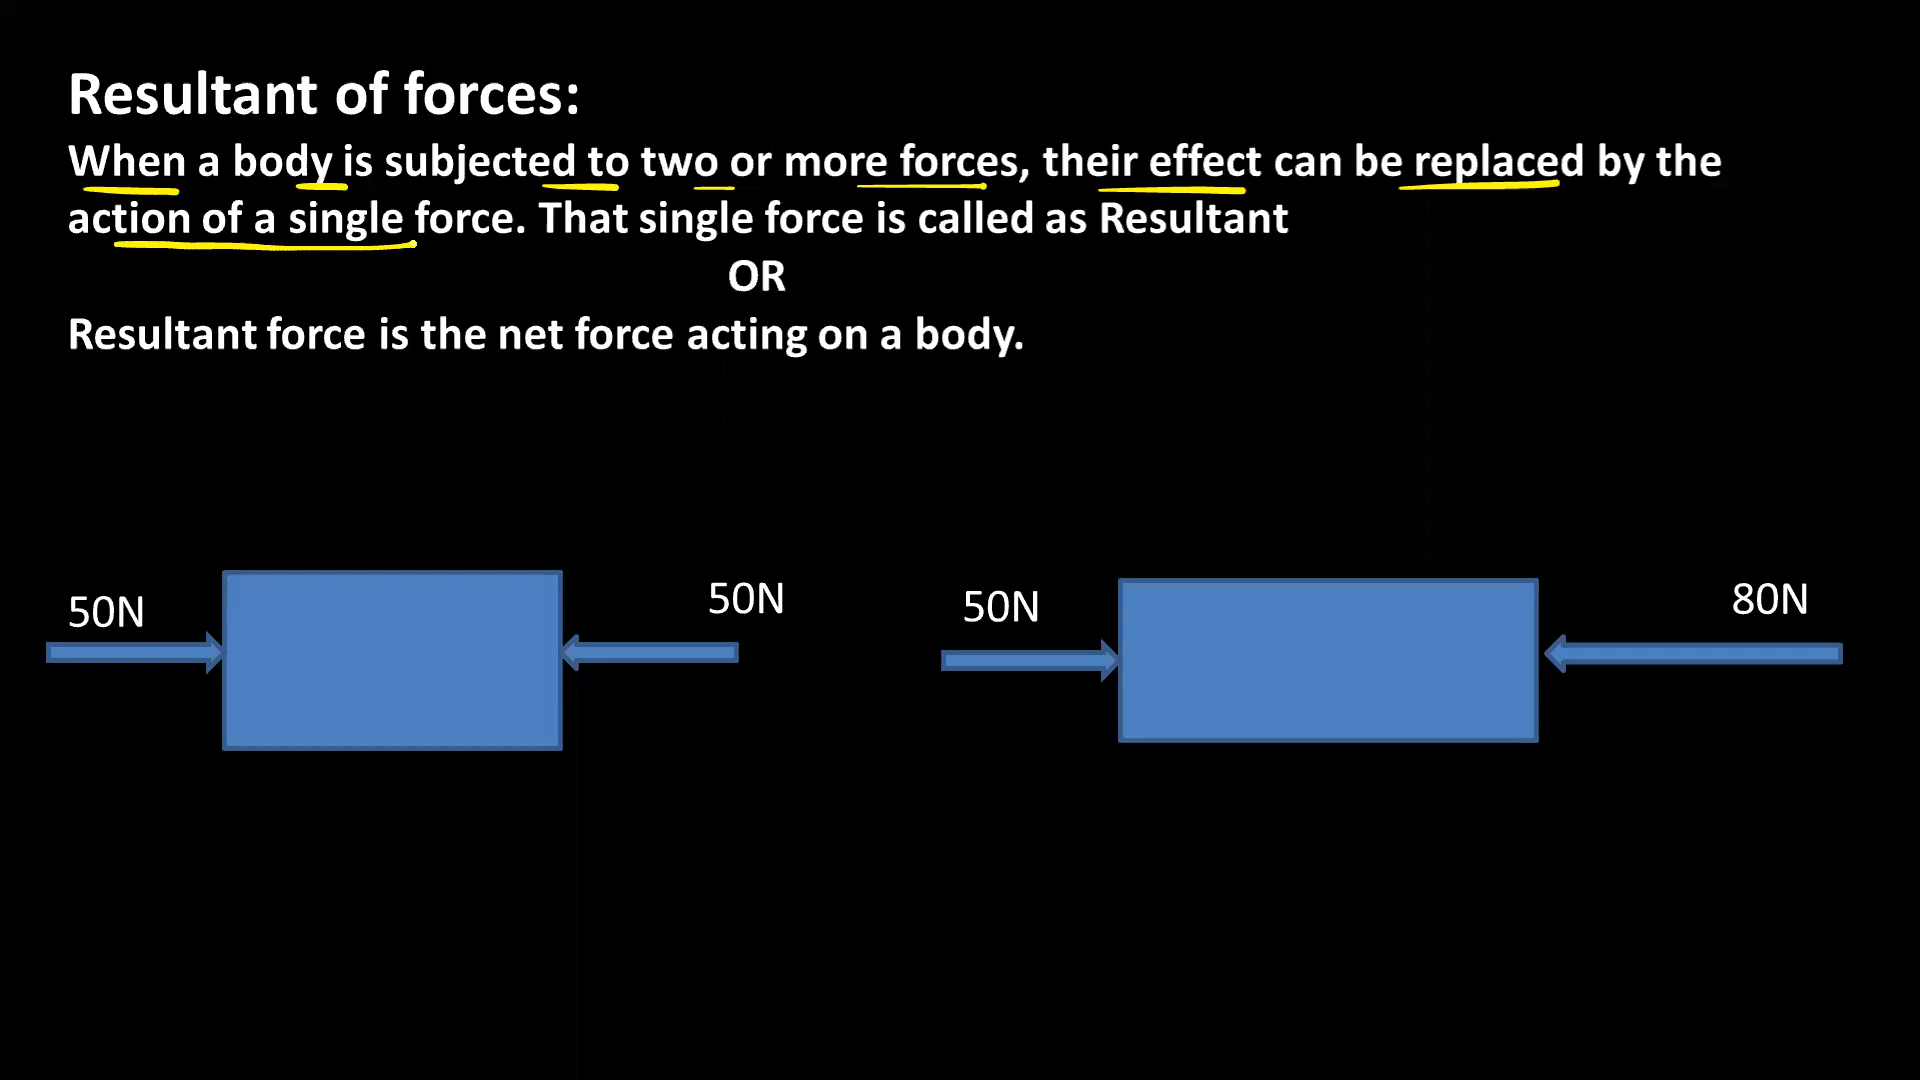 Resultant of forces:
When a body is subjected to two or more forces, their effect can be replaced by the
action of a single force. That single force is called as Resultant
OR
Resultant force is the net force acting on a body.
50N
50N
50N
80N